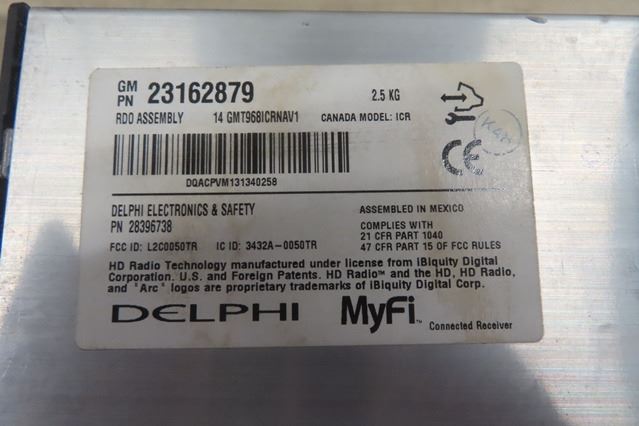 GM
PN 23162879 2.5 KG
RDO ASSEMBLY 14 GMT968ICRNAV1 CANADA MODEL: ICR
DQACPVM131340258
DELPHI ELECTRONICS & SAFETY ASSEMBLED IN MEXICO
PN 28396738 COMPLIES WITH
21 CFR PART 1040
FCC ID: L2C0050TR IC ID: 3432A-0050TR 47 CFR PART 15 OF FCC RULES
HD Radio Technology manufactured under license from iBiquity Digital
Corporation. U.S. and Foreign Patents. HD Radio™ and the HD, HD Radio,
and "Arc" logos are proprietary trademarks of iBiquity Digital Corp.
DELPHI MyFi™ Connected Receiver
CE